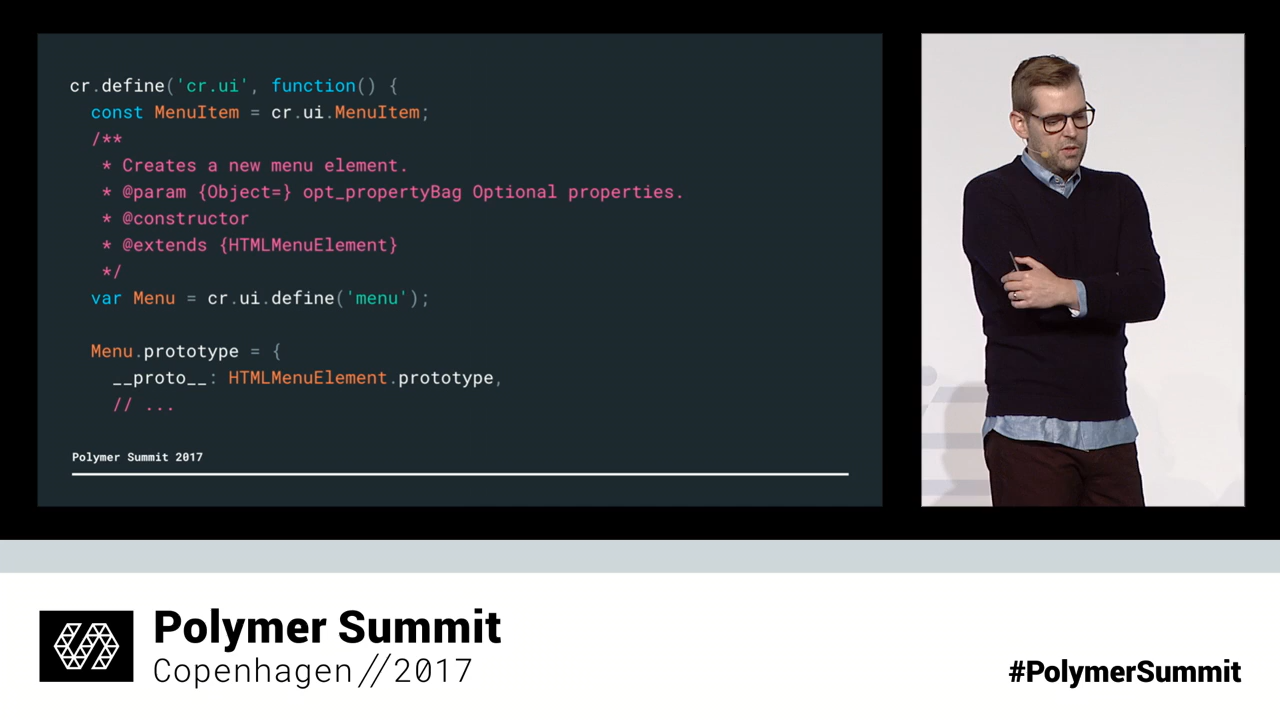 cr.define('cr.ui', function() {
const MenuItem = cr.ui.MenuItem;
/**
* Creates a new menu element.
* @param {Object=} opt_propertyBag Optional properties.
* @constructor
* @extends {HTMLMenuElement}
*/
var Menu = cr.ui.define('menu');
Menu.prototype = {
__proto__: HTMLMenuElement.prototype,
// ...
Polymer Summit 2017
Polymer Summit
Copenhagen//2017
#PolymerSummit